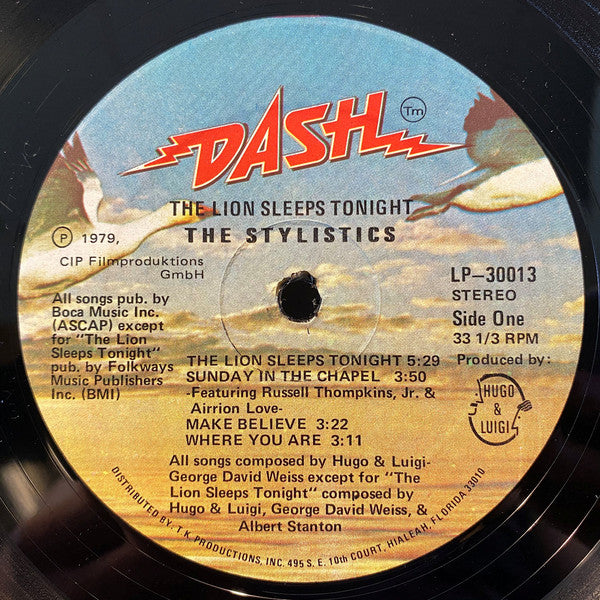 DASH
Tm
THE LION SLEEPS TONIGHT
THE STYLISTICS
Ⓟ 1979,
CIP Filmproduktions
GmbH
All songs pub. by
Boca Music Inc.
(ASCAP) except
for "The Lion
Sleeps Tonight"
pub. by Folkways
Music Publishers
Inc. (BMI)
LP-30013
STEREO
Side One
33 1/3 RPM
Produced by:
HUGO
&
LUIGI
THE LION SLEEPS TONIGHT 5:29
SUNDAY IN THE CHAPEL 3:50
-Featuring Russell Thompkins, Jr. &
Airrion Love-
MAKE BELIEVE 3:22
WHERE YOU ARE 3:11
All songs composed by Hugo & Luigi-
George David Weiss except for "The
Lion Sleeps Tonight" composed by
Hugo & Luigi, George David Weiss, &
Albert Stanton
DISTRIBUTED BY T.K. PRODUCTIONS, INC. 495 S.E. 10th COURT, HIALEAH, FLORIDA 33010